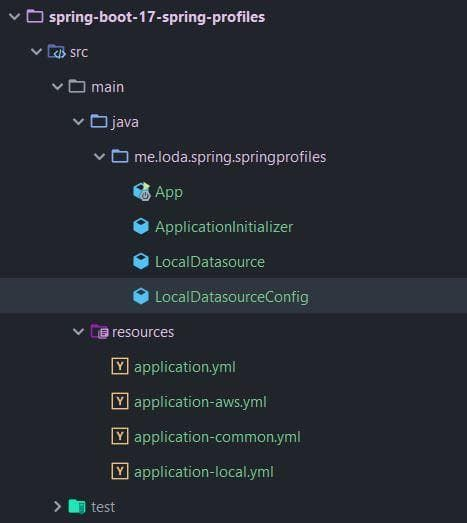 spring-boot-17-spring-profiles
src
main
java
me.loda.spring.springprofiles
App
ApplicationInitializer
LocalDatasource
LocalDatasourceConfig
resources
application.yml
application-aws.yml
application-common.yml
application-local.yml
test